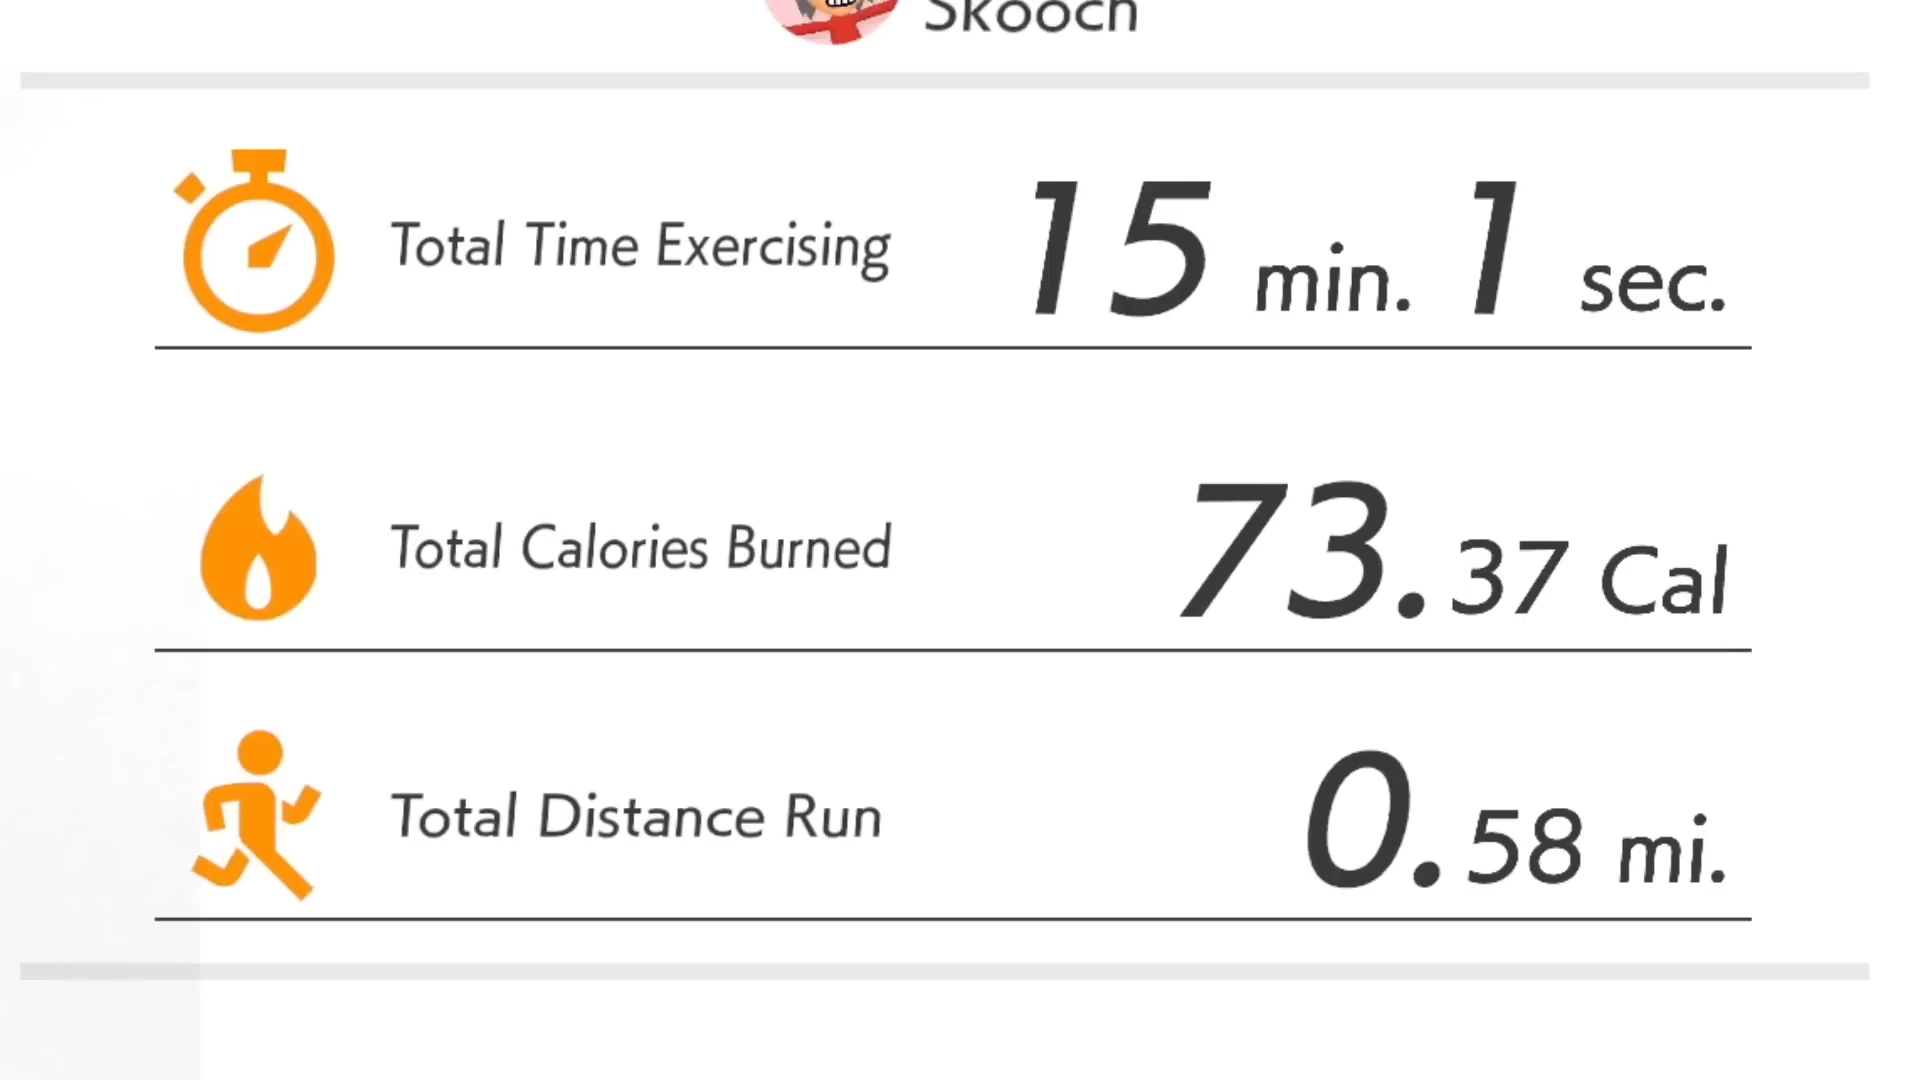 Skooch
Total Time Exercising 15 min. 1 sec.
Total Calories Burned 73.37 Cal
Total Distance Run 0.58 mi.